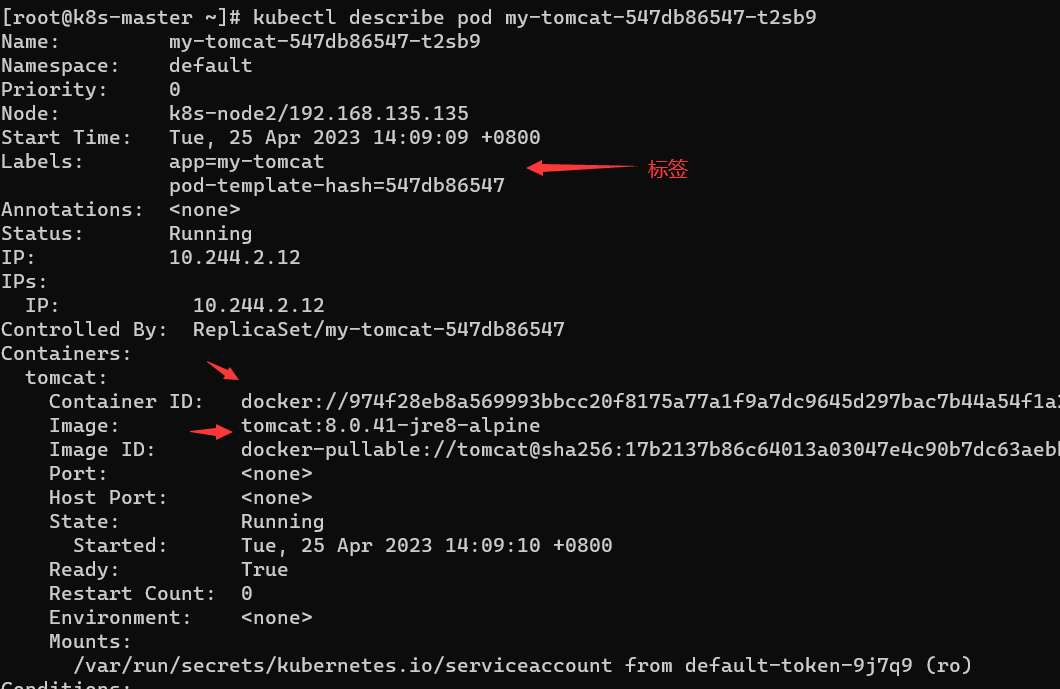 [root@k8s-master ~]# kubectl describe pod my-tomcat-547db86547-t2sb9
Name:         my-tomcat-547db86547-t2sb9
Namespace:    default
Priority:     0
Node:         k8s-node2/192.168.135.135
Start Time:   Tue, 25 Apr 2023 14:09:09 +0800
Labels:       app=my-tomcat
标签
              pod-template-hash=547db86547
Annotations:  <none>
Status:       Running
IP:           10.244.2.12
IPs:
  IP:           10.244.2.12
Controlled By:  ReplicaSet/my-tomcat-547db86547
Containers:
  tomcat:
    Container ID:   docker://974f28eb8a569993bbcc20f8175a77a1f9a7dc9645d297bac7b44a54f1a2
    Image:          tomcat:8.0.41-jre8-alpine
    Image ID:       docker-pullable://tomcat@sha256:17b2137b86c64013a03047e4c90b7dc63aebb
    Port:           <none>
    Host Port:      <none>
    State:          Running
      Started:      Tue, 25 Apr 2023 14:09:10 +0800
    Ready:          True
    Restart Count:  0
    Environment:    <none>
    Mounts:
      /var/run/secrets/kubernetes.io/serviceaccount from default-token-9j7q9 (ro)
Conditions: